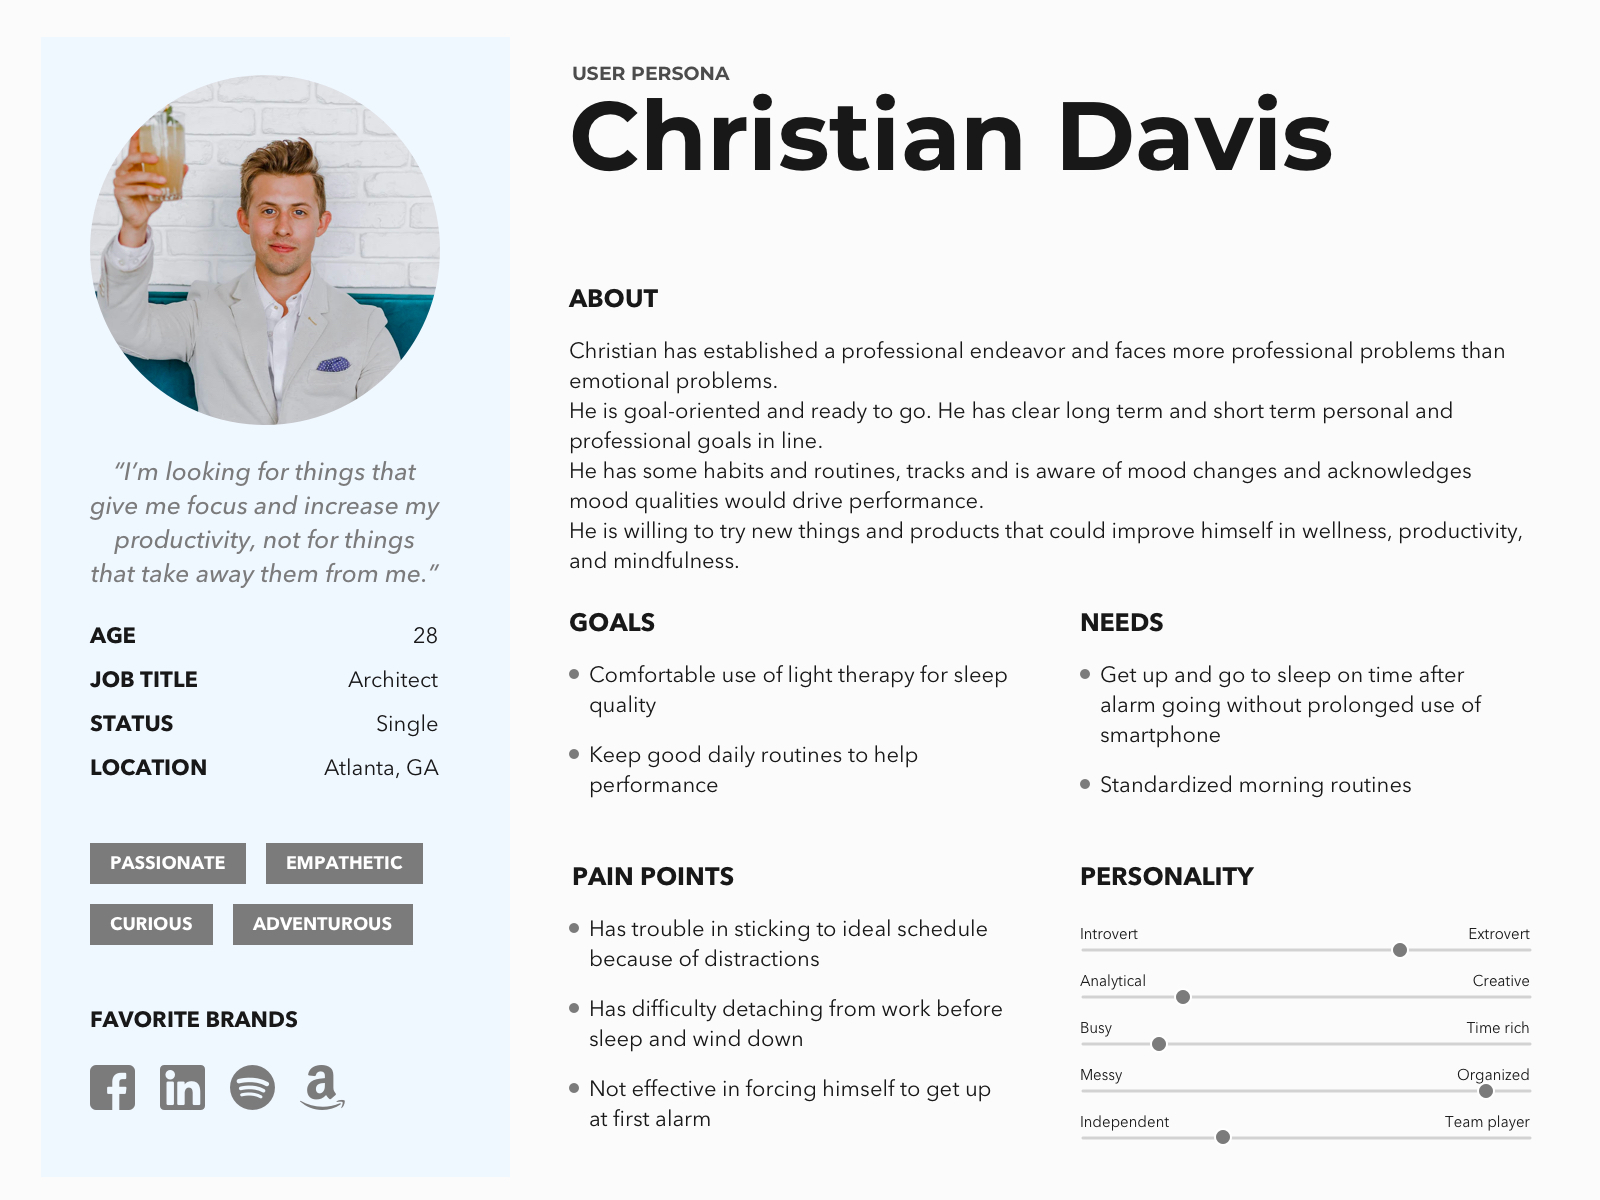 USER PERSONA
Christian Davis
“I’m looking for things that
give me focus and increase my
productivity, not for things
that take away them from me.”
AGE 28
JOB TITLE Architect
STATUS Single
LOCATION Atlanta, GA
PASSIONATE EMPATHETIC
CURIOUS ADVENTUROUS
FAVORITE BRANDS
f in a
ABOUT
Christian has established a professional endeavor and faces more professional problems than
emotional problems.
He is goal-oriented and ready to go. He has clear long term and short term personal and
professional goals in line.
He has some habits and routines, tracks and is aware of mood changes and acknowledges
mood qualities would drive performance.
He is willing to try new things and products that could improve himself in wellness, productivity,
and mindfulness.
GOALS
Comfortable use of light therapy for sleep
quality
Keep good daily routines to help
performance
NEEDS
Get up and go to sleep on time after
alarm going without prolonged use of
smartphone
Standardized morning routines
PAIN POINTS
Has trouble in sticking to ideal schedule
because of distractions
Has difficulty detaching from work before
sleep and wind down
Not effective in forcing himself to get up
at first alarm
PERSONALITY
Introvert Extrovert
Analytical Creative
Busy Time rich
Messy Organized
Independent Team player